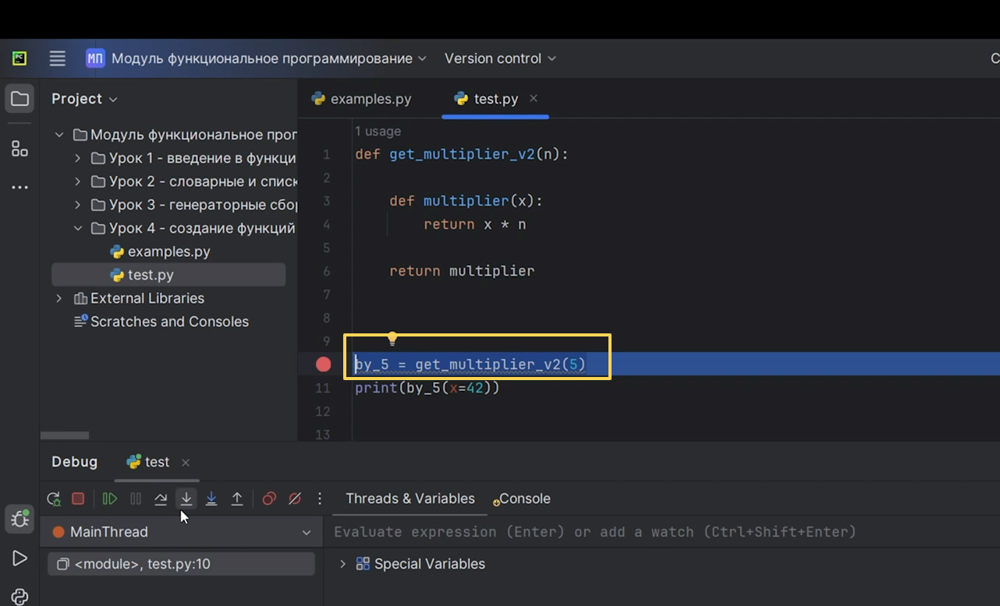 PC МП Модуль функциональное программирование Version control C
Project
examples.py test.py
Модуль функциональное прог
Урок 1 - введение в функци
Урок 2 - словарные и списк
Урок 3 - генераторные сбор
Урок 4 - создание функций
examples.py
test.py
External Libraries
Scratches and Consoles
1 usage
1 def get_multiplier_v2(n):
2
3 def multiplier(x):
4 return x * n
5
6 return multiplier
7
8
9
by_5 = get_multiplier_v2(5)
11 print(by_5(x=42))
12
13
Debug test
Threads & Variables Console
MainThread
Evaluate expression (Enter) or add a watch (Ctrl+Shift+Enter)
<module>, test.py:10
Special Variables